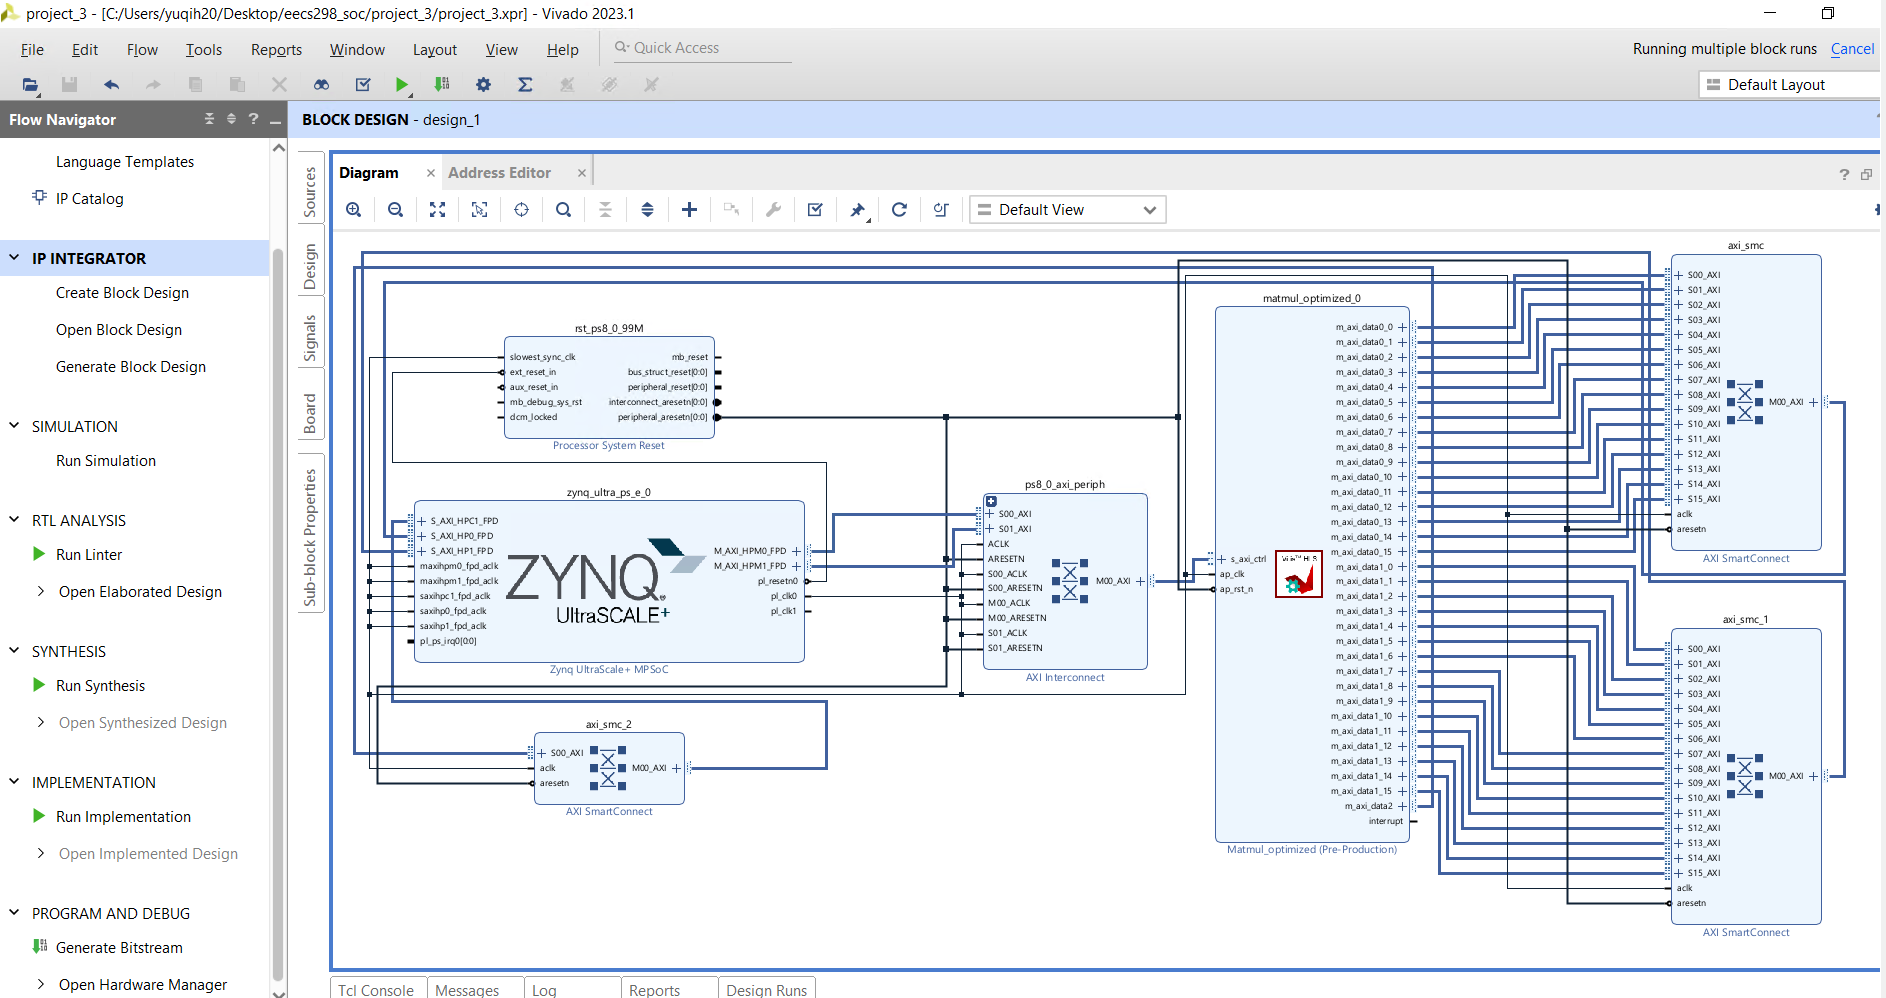 project_3 - [C:/Users/yuqih20/Desktop/eecs298_soc/project_3/project_3.xpr] - Vivado 2023.1
File Edit Flow Tools Reports Window Layout View Help Quick Access
Running multiple block runs Cancel
Default Layout
Flow Navigator
BLOCK DESIGN - design_1
Language Templates
IP Catalog
IP INTEGRATOR
Create Block Design
Open Block Design
Generate Block Design
SIMULATION
Run Simulation
RTL ANALYSIS
Run Linter
Open Elaborated Design
SYNTHESIS
Run Synthesis
Open Synthesized Design
IMPLEMENTATION
Run Implementation
Open Implemented Design
PROGRAM AND DEBUG
Generate Bitstream
Open Hardware Manager
Sources
Design
Signals
Board
Sub-block Properties
Diagram
Address Editor
Default View
rst_ps8_0_99M
slowest_sync_clk
ext_reset_in
aux_reset_in
mb_debug_sys_rst
dcm_locked
mb_reset
bus_struct_reset[0:0]
peripheral_reset[0:0]
interconnect_aresetn[0:0]
peripheral_aresetn[0:0]
Processor System Reset
zynq_ultra_ps_e_0
S_AXI_HPC1_FPD
S_AXI_HP0_FPD
S_AXI_HP1_FPD
maxihpm0_fpd_aclk
maxihpm1_fpd_aclk
saxihpc1_fpd_aclk
saxihp0_fpd_aclk
saxihp1_fpd_aclk
pl_ps_irq0[0:0]
ZYNQ
UltraSCALE+
M_AXI_HPM0_FPD
M_AXI_HPM1_FPD
pl_resetn0
pl_clk0
pl_clk1
Zynq UltraScale+ MPSoC
axi_smc_2
S00_AXI
aclk
aresetn
M00_AXI
AXI SmartConnect
ps8_0_axi_periph
S00_AXI
S01_AXI
ACLK
ARESETN
S00_ACLK
S00_ARESETN
M00_ACLK
M00_ARESETN
S01_ACLK
S01_ARESETN
M00_AXI
AXI Interconnect
matmul_optimized_0
s_axi_ctrl
ap_clk
ap_rst_n
m_axi_data0_0
m_axi_data0_1
m_axi_data0_2
m_axi_data0_3
m_axi_data0_4
m_axi_data0_5
m_axi_data0_6
m_axi_data0_7
m_axi_data0_8
m_axi_data0_9
m_axi_data0_10
m_axi_data0_11
m_axi_data0_12
m_axi_data0_13
m_axi_data0_14
m_axi_data0_15
m_axi_data1_0
m_axi_data1_1
m_axi_data1_2
m_axi_data1_3
m_axi_data1_4
m_axi_data1_5
m_axi_data1_6
m_axi_data1_7
m_axi_data1_8
m_axi_data1_9
m_axi_data1_10
m_axi_data1_11
m_axi_data1_12
m_axi_data1_13
m_axi_data1_14
m_axi_data1_15
m_axi_data2
interrupt
Matmul_optimized (Pre-Production)
axi_smc
S00_AXI
S01_AXI
S02_AXI
S03_AXI
S04_AXI
S05_AXI
S06_AXI
S07_AXI
S08_AXI
S09_AXI
S10_AXI
S11_AXI
S12_AXI
S13_AXI
S14_AXI
S15_AXI
aclk
aresetn
M00_AXI
AXI SmartConnect
axi_smc_1
S00_AXI
S01_AXI
S02_AXI
S03_AXI
S04_AXI
S05_AXI
S06_AXI
S07_AXI
S08_AXI
S09_AXI
S10_AXI
S11_AXI
S12_AXI
S13_AXI
S14_AXI
S15_AXI
aclk
aresetn
M00_AXI
AXI SmartConnect
Tcl Console
Messages
Log
Reports
Design Runs